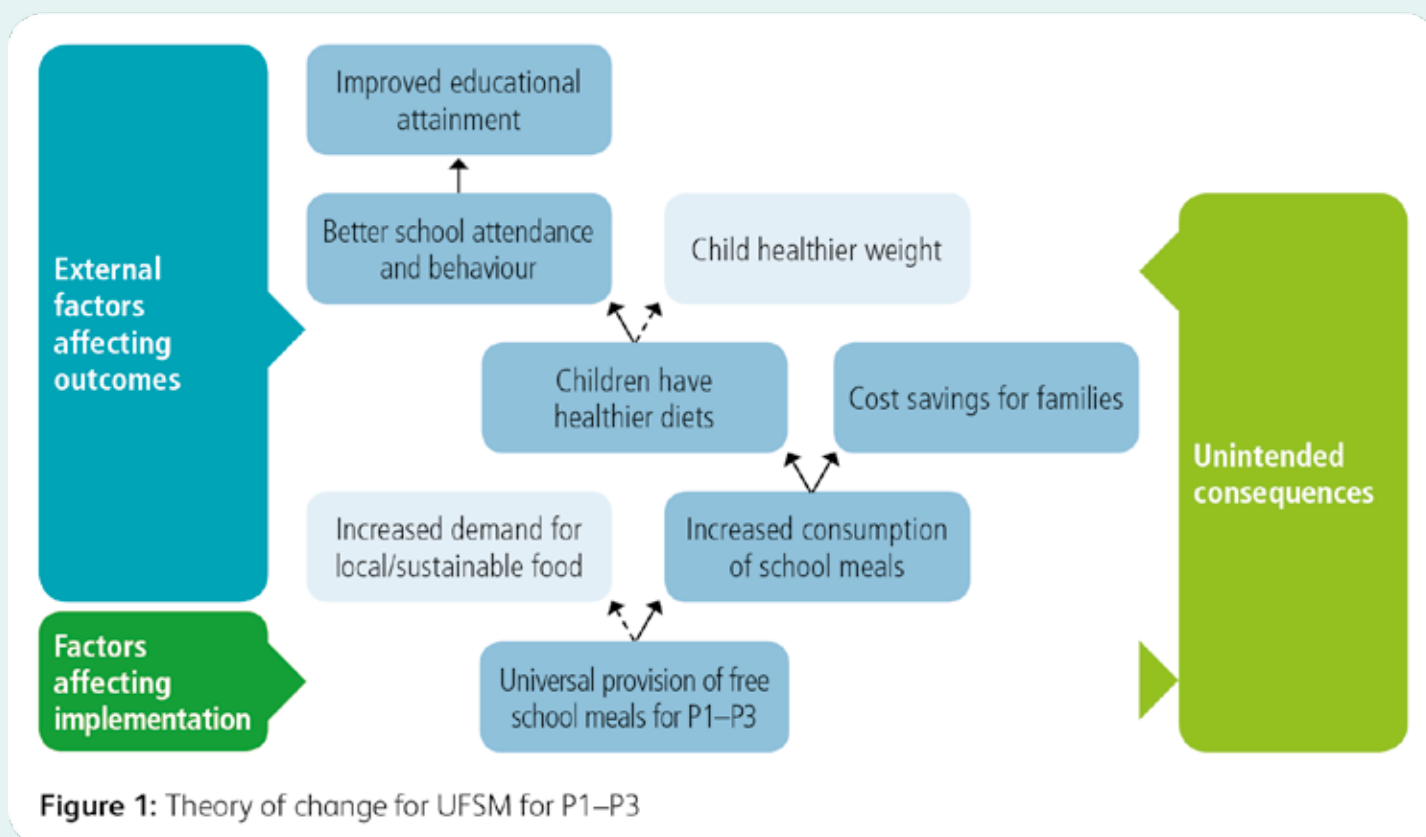 Improved educational
attainment
Better school attendance
and behaviour
Child healthier weight
External
factors
affecting
outcomes
Children have
healthier diets
Cost savings for families
Unintended
consequences
Increased demand for
local/sustainable food
Increased consumption
of school meals
Factors
affecting
implementation
Universal provision of free
school meals for P1–P3
Figure 1: Theory of change for UFSM for P1–P3